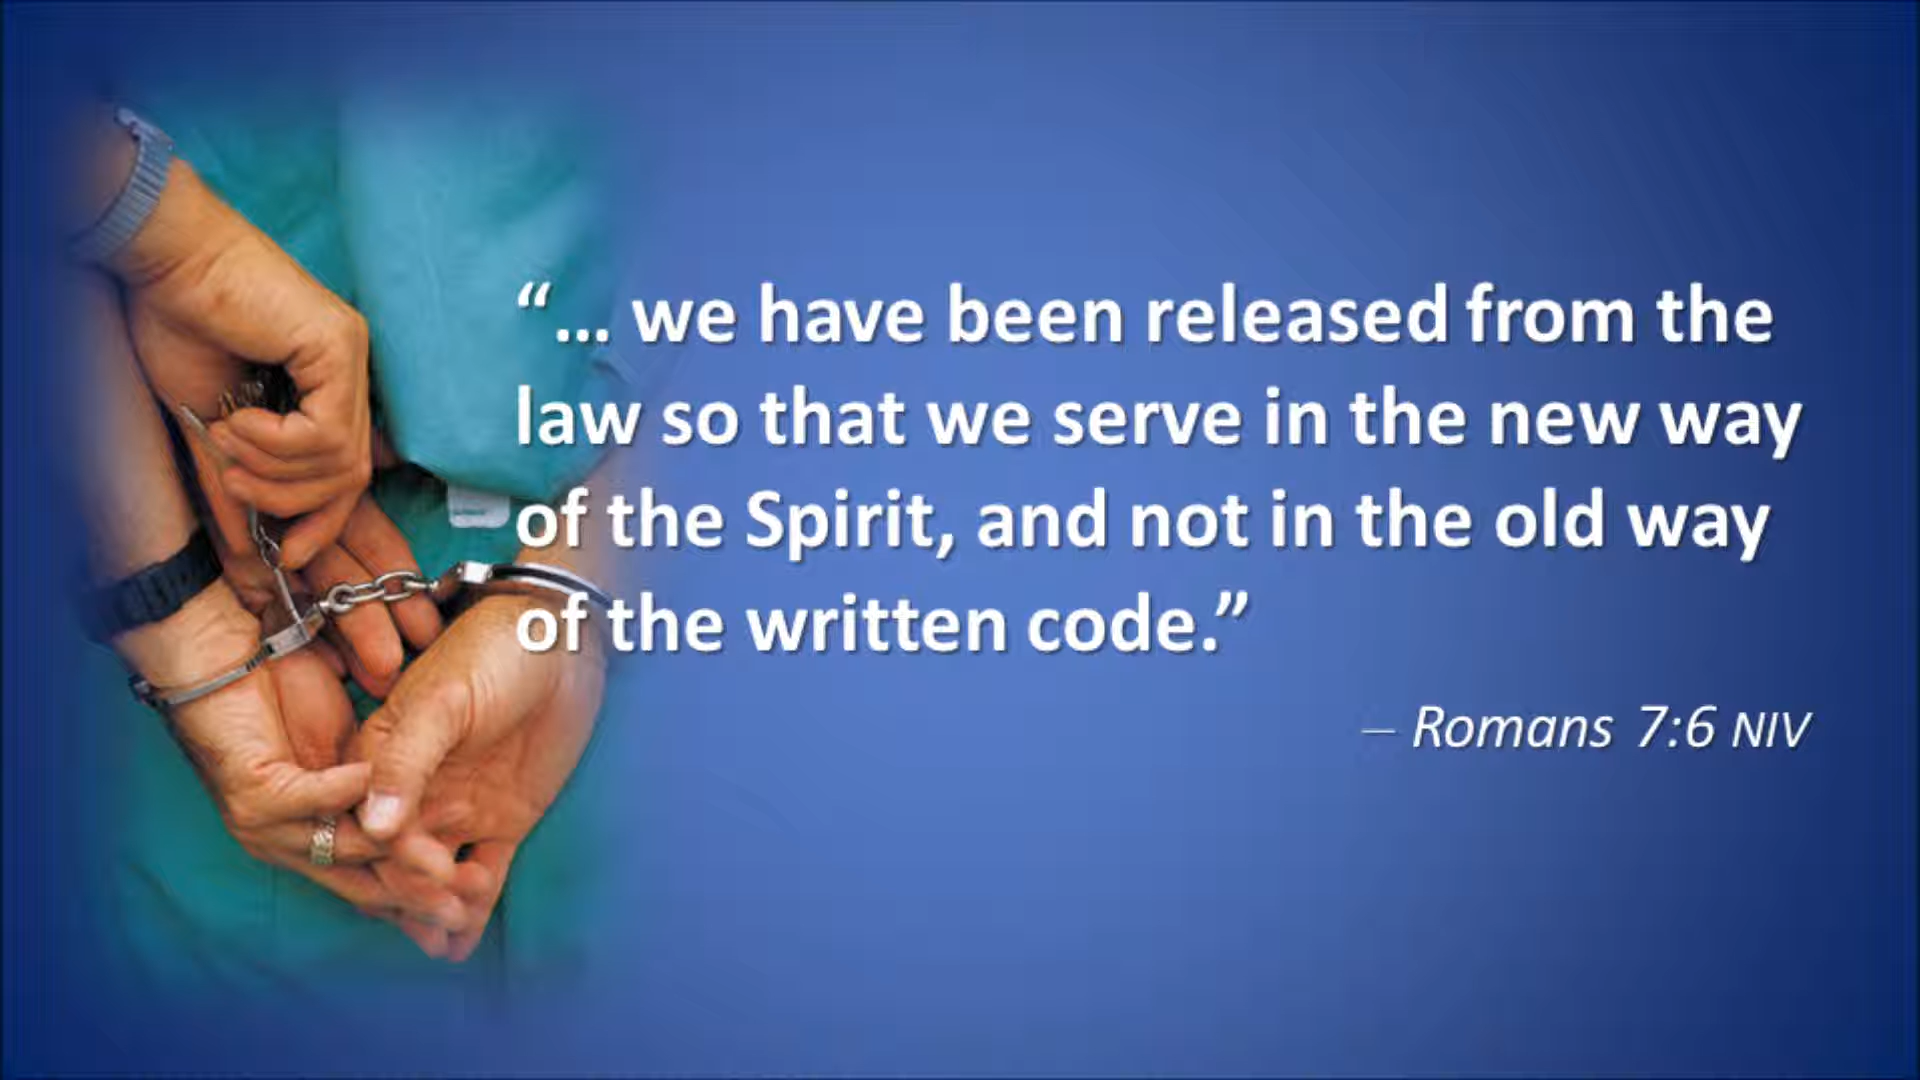 “... we have been released from the
law so that we serve in the new way
of the Spirit, and not in the old way
of the written code.”
– Romans 7:6 NIV